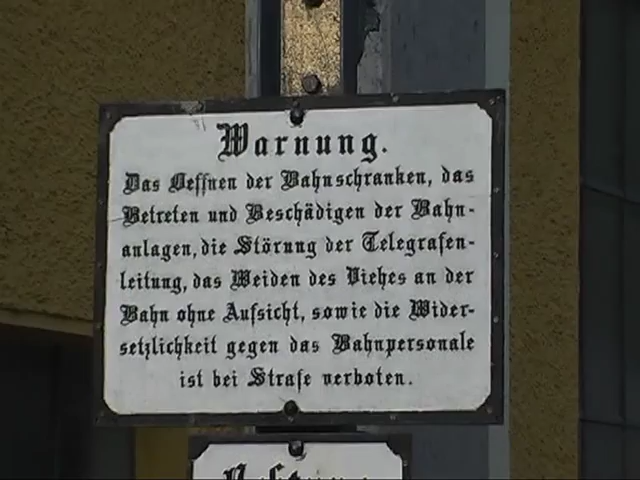 Warnung.
Das Oeffnen der Bahnschranken, das
Betreten und Beschädigen der Bahn-
anlagen, die Störung der Telegrafen-
leitung, das Weiden des Viehes an der
Bahn ohne Aufsicht, sowie die Wider-
setzlichkeit gegen das Bahnpersonale
ist bei Strafe verboten.